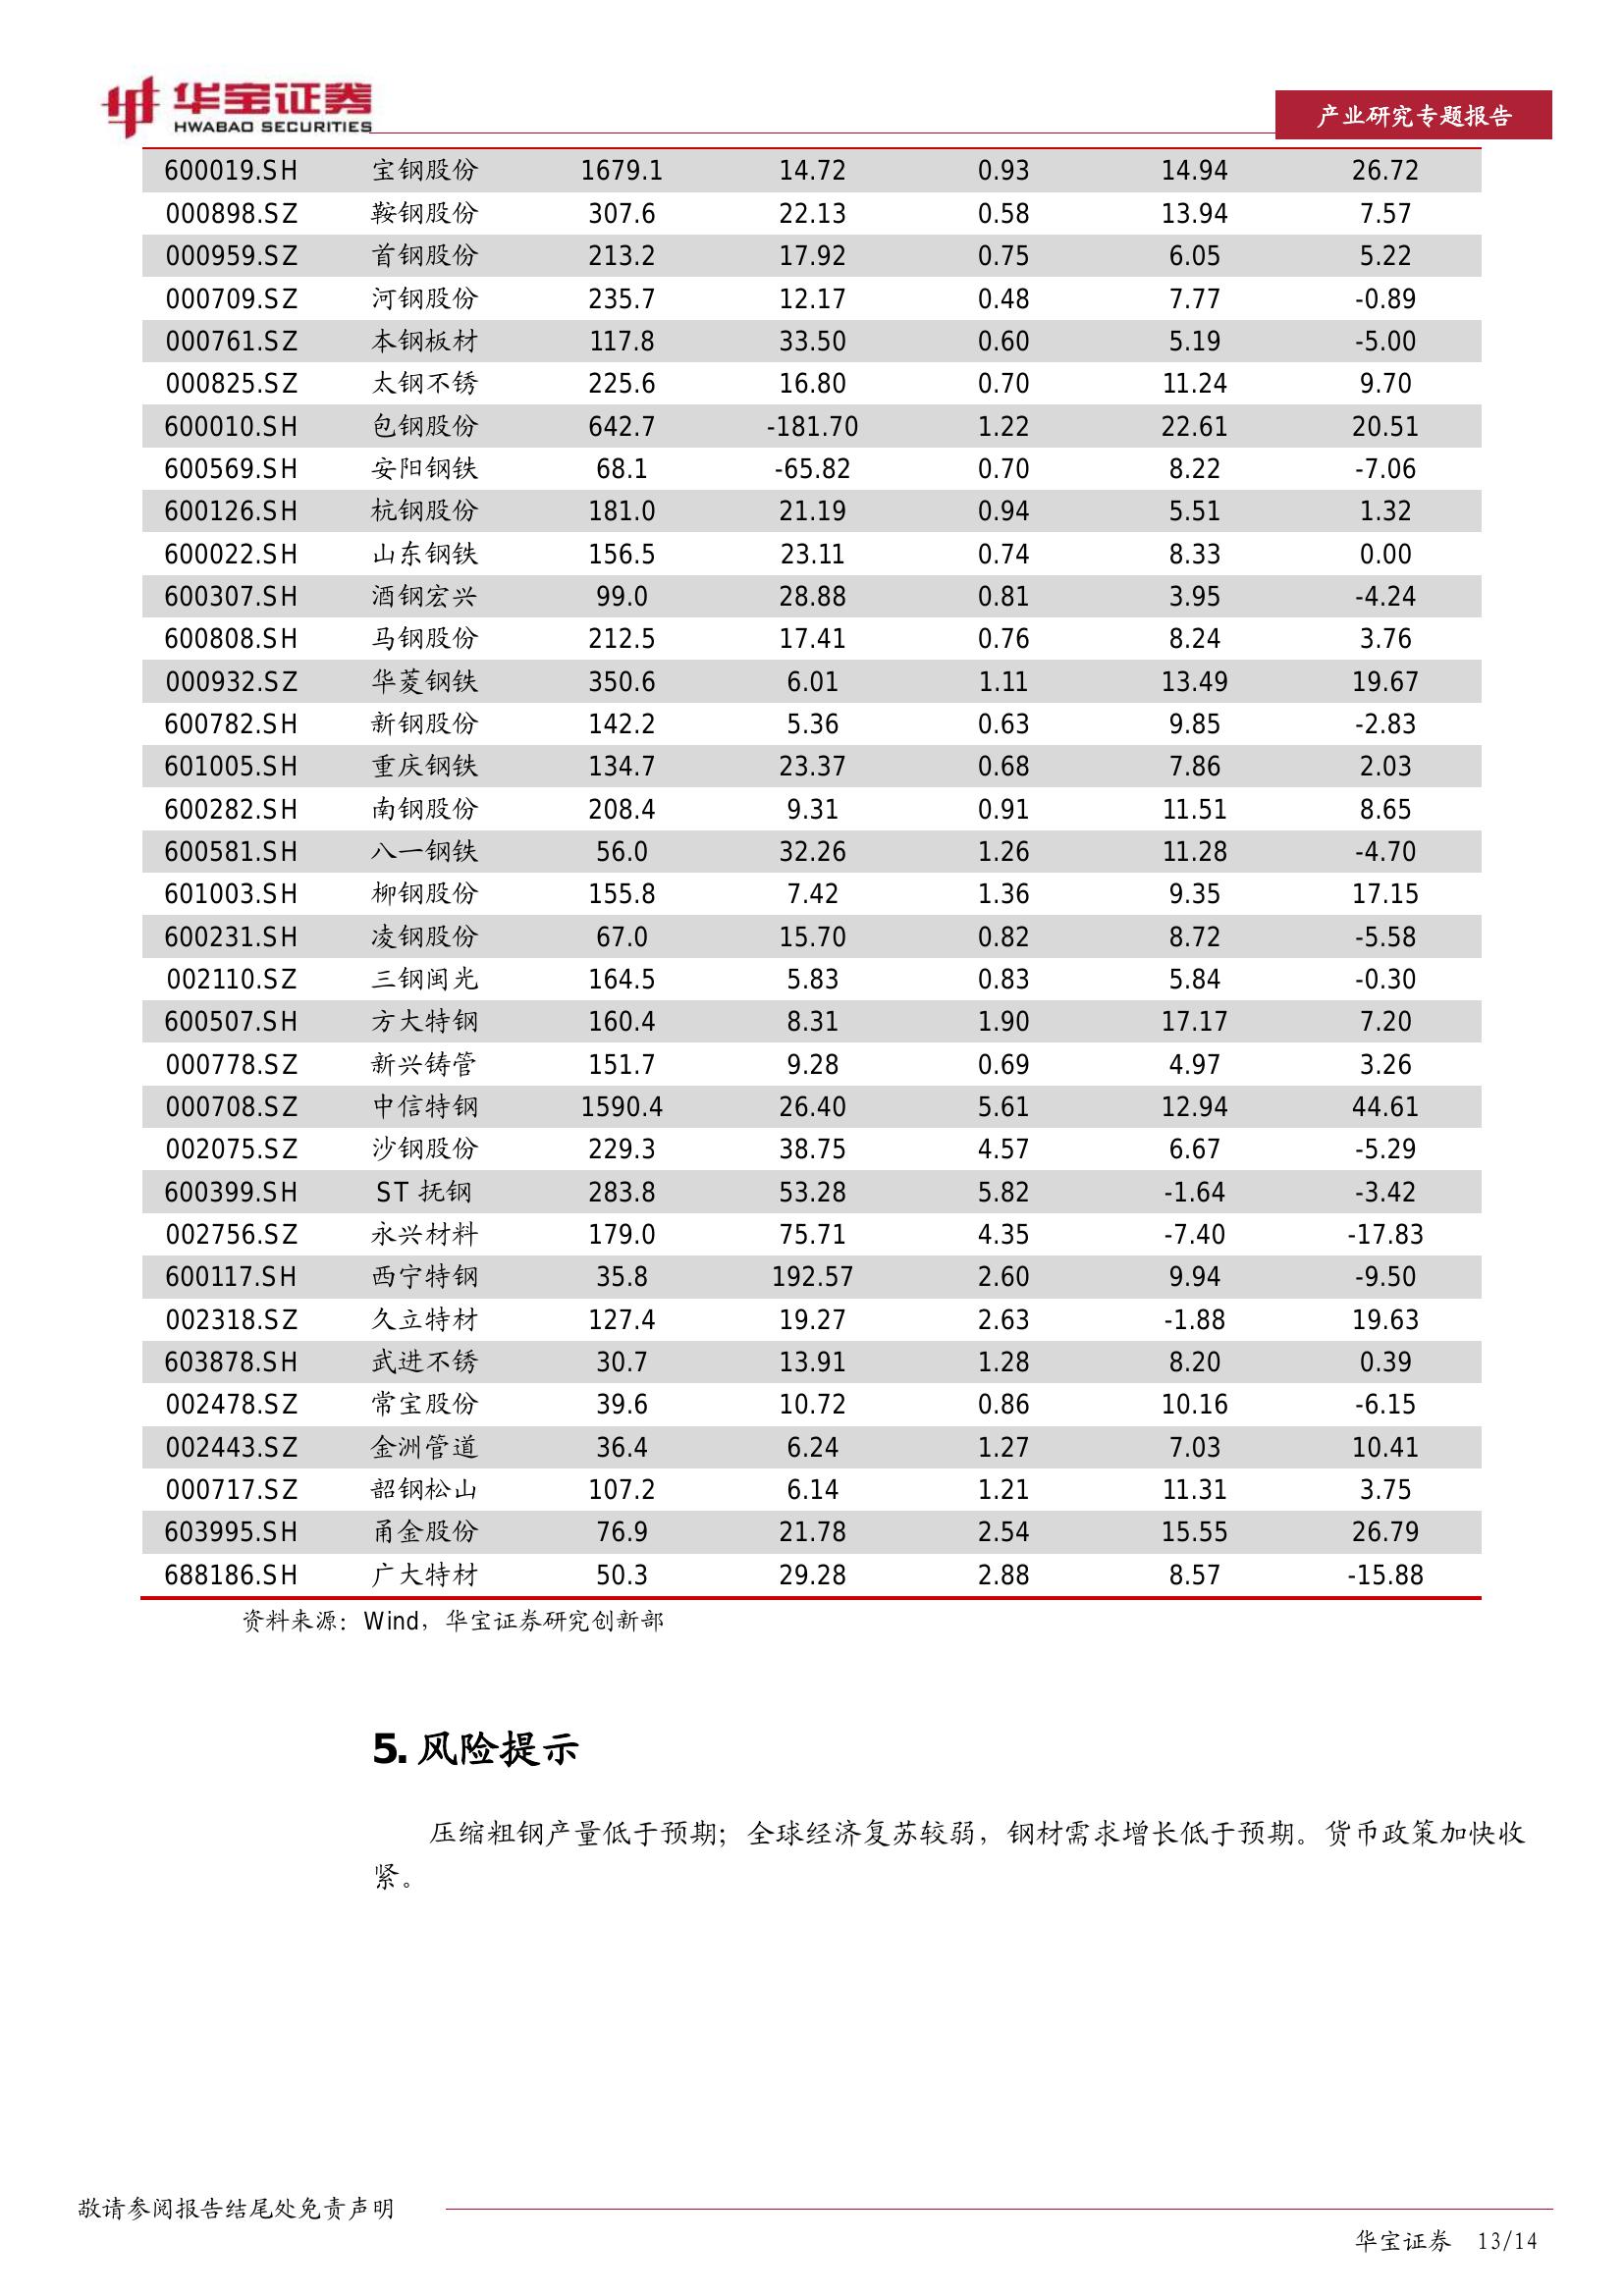 华宝证券
HWABAO SECURITIES
产业研究专题报告
600019.SH 宝钢股份 1679.1 14.72 0.93 14.94 26.72
000898.SZ 鞍钢股份 307.6 22.13 0.58 13.94 7.57
000959.SZ 首钢股份 213.2 17.92 0.75 6.05 5.22
000709.SZ 河钢股份 235.7 12.17 0.48 7.77 -0.89
000761.SZ 本钢板材 117.8 33.50 0.60 5.19 -5.00
000825.SZ 太钢不锈 225.6 16.80 0.70 11.24 9.70
600010.SH 包钢股份 642.7 -181.70 1.22 22.61 20.51
600569.SH 安阳钢铁 68.1 -65.82 0.70 8.22 -7.06
600126.SH 杭钢股份 181.0 21.19 0.94 5.51 1.32
600022.SH 山东钢铁 156.5 23.11 0.74 8.33 0.00
600307.SH 酒钢宏兴 99.0 28.88 0.81 3.95 -4.24
600808.SH 马钢股份 212.5 17.41 0.76 8.24 3.76
000932.SZ 华菱钢铁 350.6 6.01 1.11 13.49 19.67
600782.SH 新钢股份 142.2 5.36 0.63 9.85 -2.83
601005.SH 重庆钢铁 134.7 23.37 0.68 7.86 2.03
600282.SH 南钢股份 208.4 9.31 0.91 11.51 8.65
600581.SH 八一钢铁 56.0 32.26 1.26 11.28 -4.70
601003.SH 柳钢股份 155.8 7.42 1.36 9.35 17.15
600231.SH 凌钢股份 67.0 15.70 0.82 8.72 -5.58
002110.SZ 三钢闽光 164.5 5.83 0.83 5.84 -0.30
600507.SH 方大特钢 160.4 8.31 1.90 17.17 7.20
000778.SZ 新兴铸管 151.7 9.28 0.69 4.97 3.26
000708.SZ 中信特钢 1590.4 26.40 5.61 12.94 44.61
002075.SZ 沙钢股份 229.3 38.75 4.57 6.67 -5.29
600399.SH ST 抚钢 283.8 53.28 5.82 -1.64 -3.42
002756.SZ 永兴材料 179.0 75.71 4.35 -7.40 -17.83
600117.SH 西宁特钢 35.8 192.57 2.60 9.94 -9.50
002318.SZ 久立特材 127.4 19.27 2.63 -1.88 19.63
603878.SH 武进不锈 30.7 13.91 1.28 8.20 0.39
002478.SZ 常宝股份 39.6 10.72 0.86 10.16 -6.15
002443.SZ 金洲管道 36.4 6.24 1.27 7.03 10.41
000717.SZ 韶钢松山 107.2 6.14 1.21 11.31 3.75
603995.SH 甬金股份 76.9 21.78 2.54 15.55 26.79
688186.SH 广大特材 50.3 29.28 2.88 8.57 -15.88
资料来源：Wind，华宝证券研究创新部
5. 风险提示
压缩粗钢产量低于预期；全球经济复苏较弱，钢材需求增长低于预期。货币政策加快收
紧。
敬请参阅报告结尾处免责声明
华宝证券 13/14